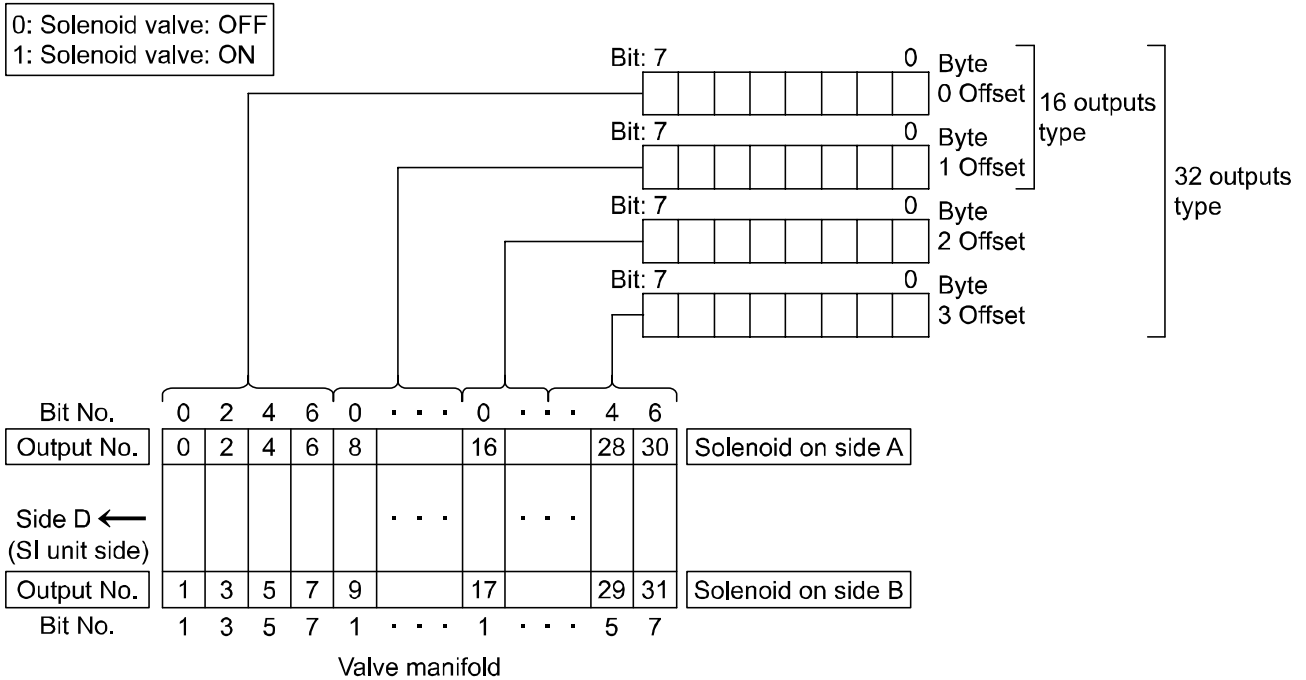 0: Solenoid valve: OFF
1: Solenoid valve: ON
Bit: 7 0 Byte
0 Offset
Bit: 7 0 Byte
1 Offset
16 outputs
type
Bit: 7 0 Byte
2 Offset
Bit: 7 0 Byte
3 Offset
32 outputs
type
Bit No. 0 2 4 6 0 · · · 0 · · · 4 6
Output No. 0 2 4 6 8 16 28 30 Solenoid on side A
Side D ← · · · · · ·
(SI unit side)
Output No. 1 3 5 7 9 17 29 31 Solenoid on side B
Bit No. 1 3 5 7 1 · · · 1 · · · 5 7
Valve manifold